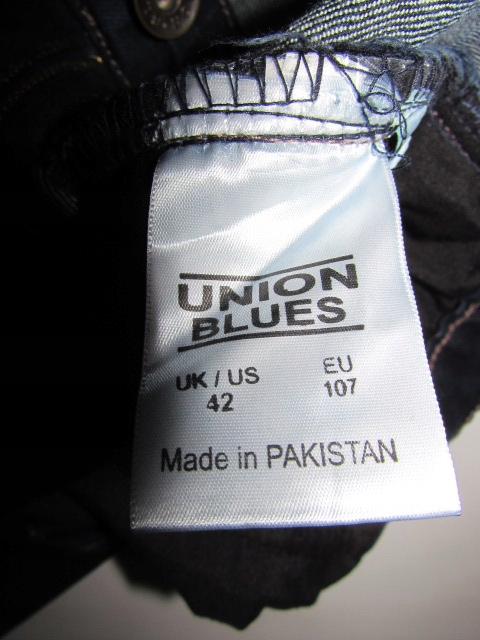 UNION
BLUES
UK / US EU
42 107
Made in PAKISTAN